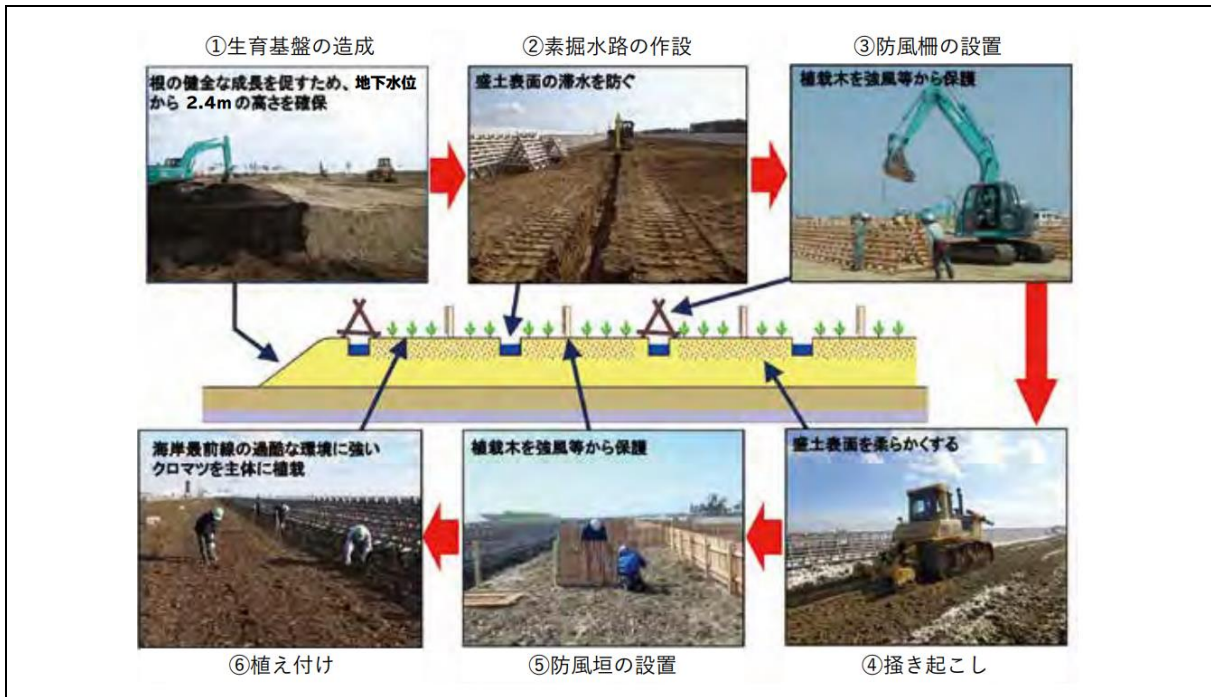 ①生育基盤の造成
根の健全な成長を促すため、地下水位
から 2.4mの高さを確保
②素掘水路の作設
盛土表面の滞水を防ぐ
③防風柵の設置
植栽木を強風等から保護
盛土表面を柔らかくする
④掻き起こし
植栽木を強風等から保護
⑤防風垣の設置
海岸最前線の過酷な環境に強い
クロマツを主体に植栽
⑥植え付け